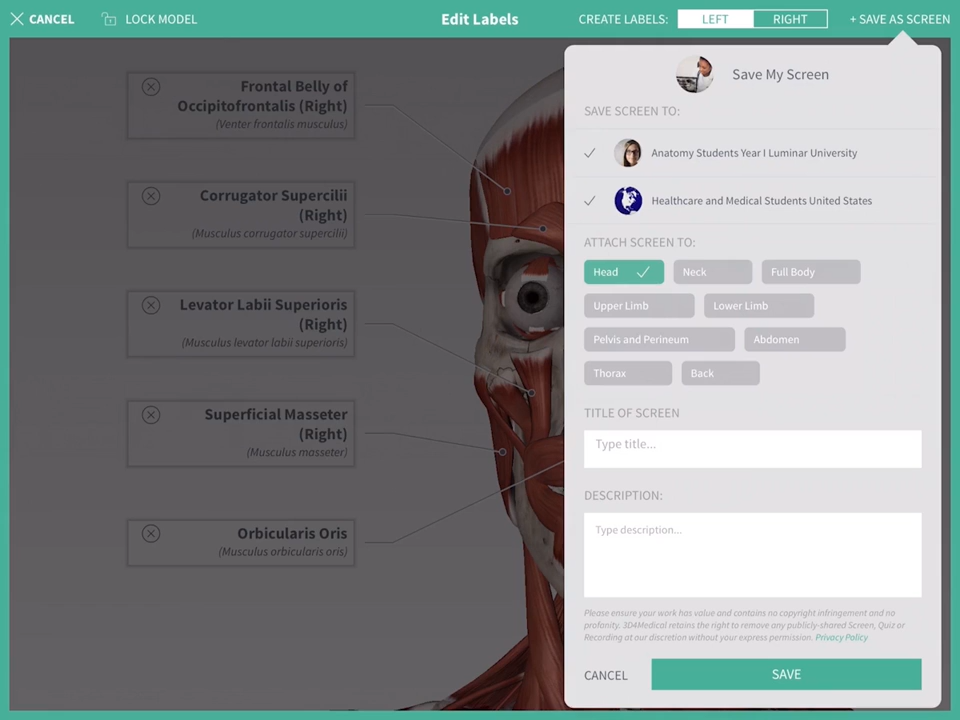 CANCEL
LOCK MODEL
Edit Labels
CREATE LABELS:
LEFT
RIGHT
+ SAVE AS SCREEN
Frontal Belly of
Occipitofrontalis (Right)
(Venter frontalis musculus)
Corrugator Supercilii
(Right)
(Musculus corrugator supercilii)
Levator Labii Superioris
(Right)
(Musculus levator labii superioris)
Superficial Masseter
(Right)
(Musculus masseter)
Orbicularis Oris
(Musculus orbicularis oris)
Save My Screen
SAVE SCREEN TO:
Anatomy Students Year I Luminar University
Healthcare and Medical Students United States
ATTACH SCREEN TO:
Head
Neck
Full Body
Upper Limb
Lower Limb
Pelvis and Perineum
Abdomen
Thorax
Back
TITLE OF SCREEN
Type title...
DESCRIPTION:
Type description...
Please ensure your work has value and contains no copyright infringement and no
profanity. 3D4Medical retains the right to remove any publicly-shared Screen, Quiz or
Recording at our discretion without your express permission. Privacy Policy
CANCEL
SAVE